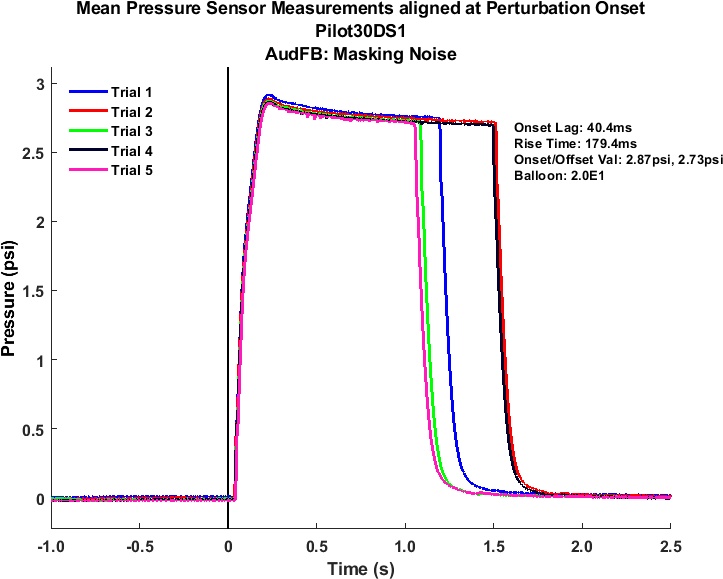 Mean Pressure Sensor Measurements aligned at Perturbation Onset
Pilot30DS1
AudFB: Masking Noise
3
2.5
2
1.5
1
0.5
0
Pressure (psi)
Trial 1
Trial 2
Trial 3
Trial 4
Trial 5
Onset Lag: 40.4ms
Rise Time: 179.4ms
Onset/Offset Val: 2.87psi, 2.73psi
Balloon: 2.0E1
-1.0 -0.5 0 0.5 1.0 1.5 2.0 2.5
Time (s)